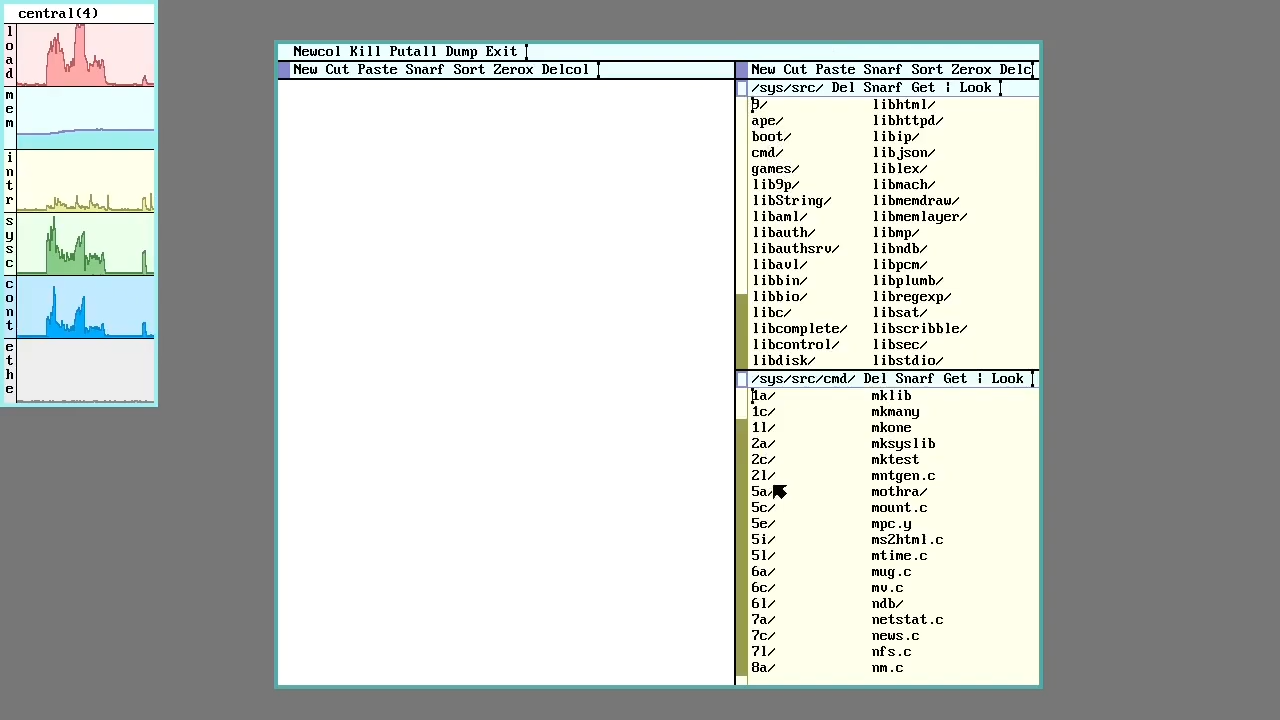 central(4)
load
mem
intr
sysc
cont
ethe
Newcol Kill Putall Dump Exit
New Cut Paste Snarf Sort Zerox Delcol
New Cut Paste Snarf Sort Zerox Delc
/sys/src/ Del Snarf Get | Look
9/ libhtml/
ape/ libhttpd/
boot/ libip/
cmd/ libjson/
games/ liblex/
lib9p/ libmach/
libString/ libmemdraw/
libaml/ libmemlayer/
libauth/ libmp/
libauthsrv/ libndb/
libavl/ libpcm/
libbin/ libplumb/
libbio/ libregexp/
libc/ libsat/
libcomplete/ libscribble/
libcontrol/ libsec/
libdisk/ libstdio/
/sys/src/cmd/ Del Snarf Get | Look
1a/ mklib
1c/ mkmany
1l/ mkone
2a/ mksyslib
2c/ mktest
2l/ mntgen.c
5a/ mothra/
5c/ mount.c
5e/ mpc.y
5i/ ms2html.c
5l/ mtime.c
6a/ mug.c
6c/ mv.c
6l/ ndb/
7a/ netstat.c
7c/ news.c
7l/ nfs.c
8a/ nm.c